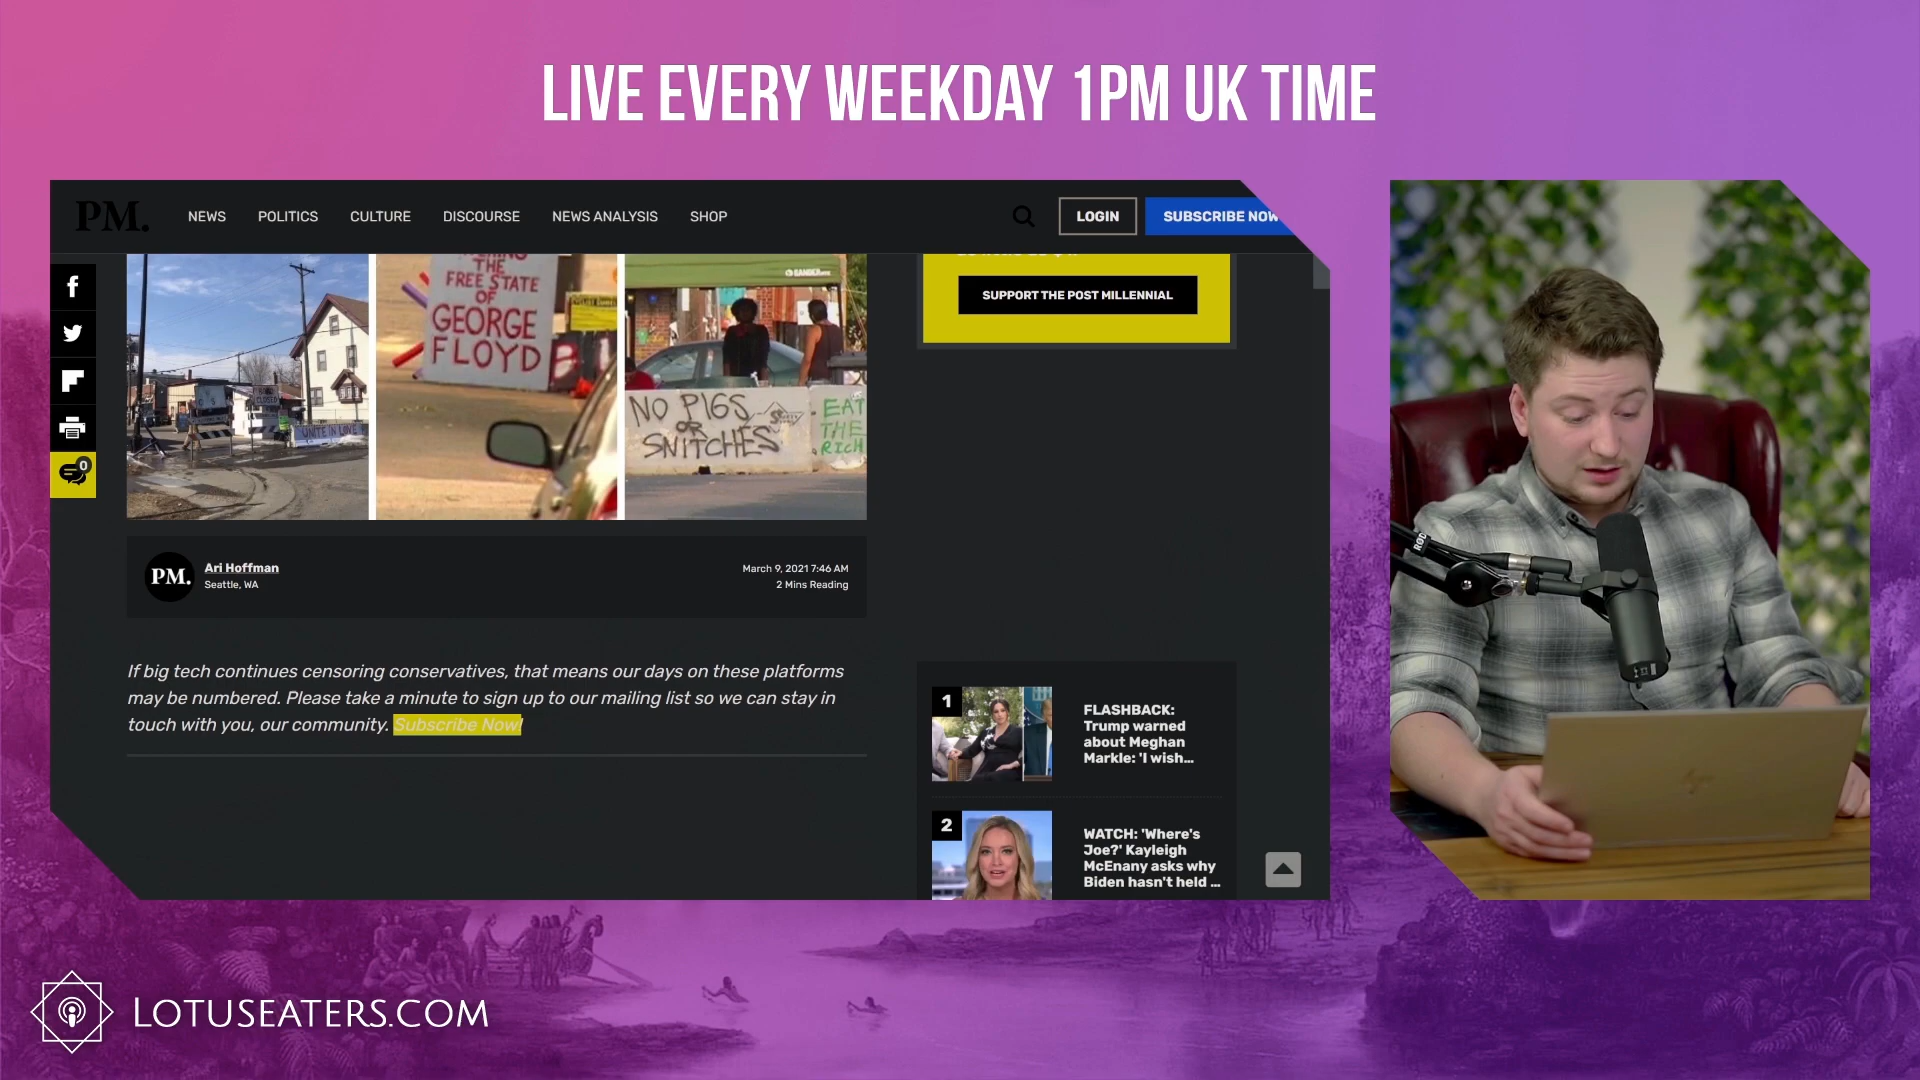 LIVE EVERY WEEKDAY 1PM UK TIME
PM.
NEWS
POLITICS
CULTURE
DISCOURSE
NEWS ANALYSIS
SHOP
LOGIN
SUBSCRIBE NOW
SUPPORT THE POST MILLENNIAL
THE
FREE STATE
OF
GEORGE
FLOYD
NO PIGS
OR
SNITCHES
EAT
THE
RICH
CLOSED
UNITE IN LOVE
0
PM.
Ari Hoffman
Seattle, WA
March 9, 2021 7:46 AM
2 Mins Reading
If big tech continues censoring conservatives, that means our days on these platforms
may be numbered. Please take a minute to sign up to our mailing list so we can stay in
touch with you, our community. Subscribe Now!
1
FLASHBACK:
Trump warned
about Meghan
Markle: 'I wish...
2
WATCH: 'Where's
Joe?' Kayleigh
McEnany asks why
Biden hasn't held ...
RØDE
hp
LOTUSEATERS.COM